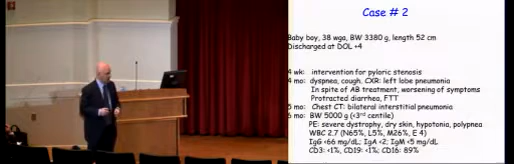 Case # 2
Baby boy, 38 wga, BW 3380 g, length 52 cm
Discharged at DOL +4
4 wk: intervention for pyloric stenosis
4 mo: dyspnea, cough. CXR: left lobe pneumonia
In spite of AB treatment, worsening of symptoms
Protracted diarrhea, FTT
5 mo: Chest CT: bilateral interstitial pneumonia
6 mo: BW 5000 g (<3rd centile)
PE: severe dystrophy, dry skin, hypotonia, polypnea
WBC 2.7 (N65%, L5%, M26%, E 4)
IgG <66 mg/dL; IgA <2; IgM <5 mg/dL
CD3: <1%, CD19: <1%; CD16: 89%